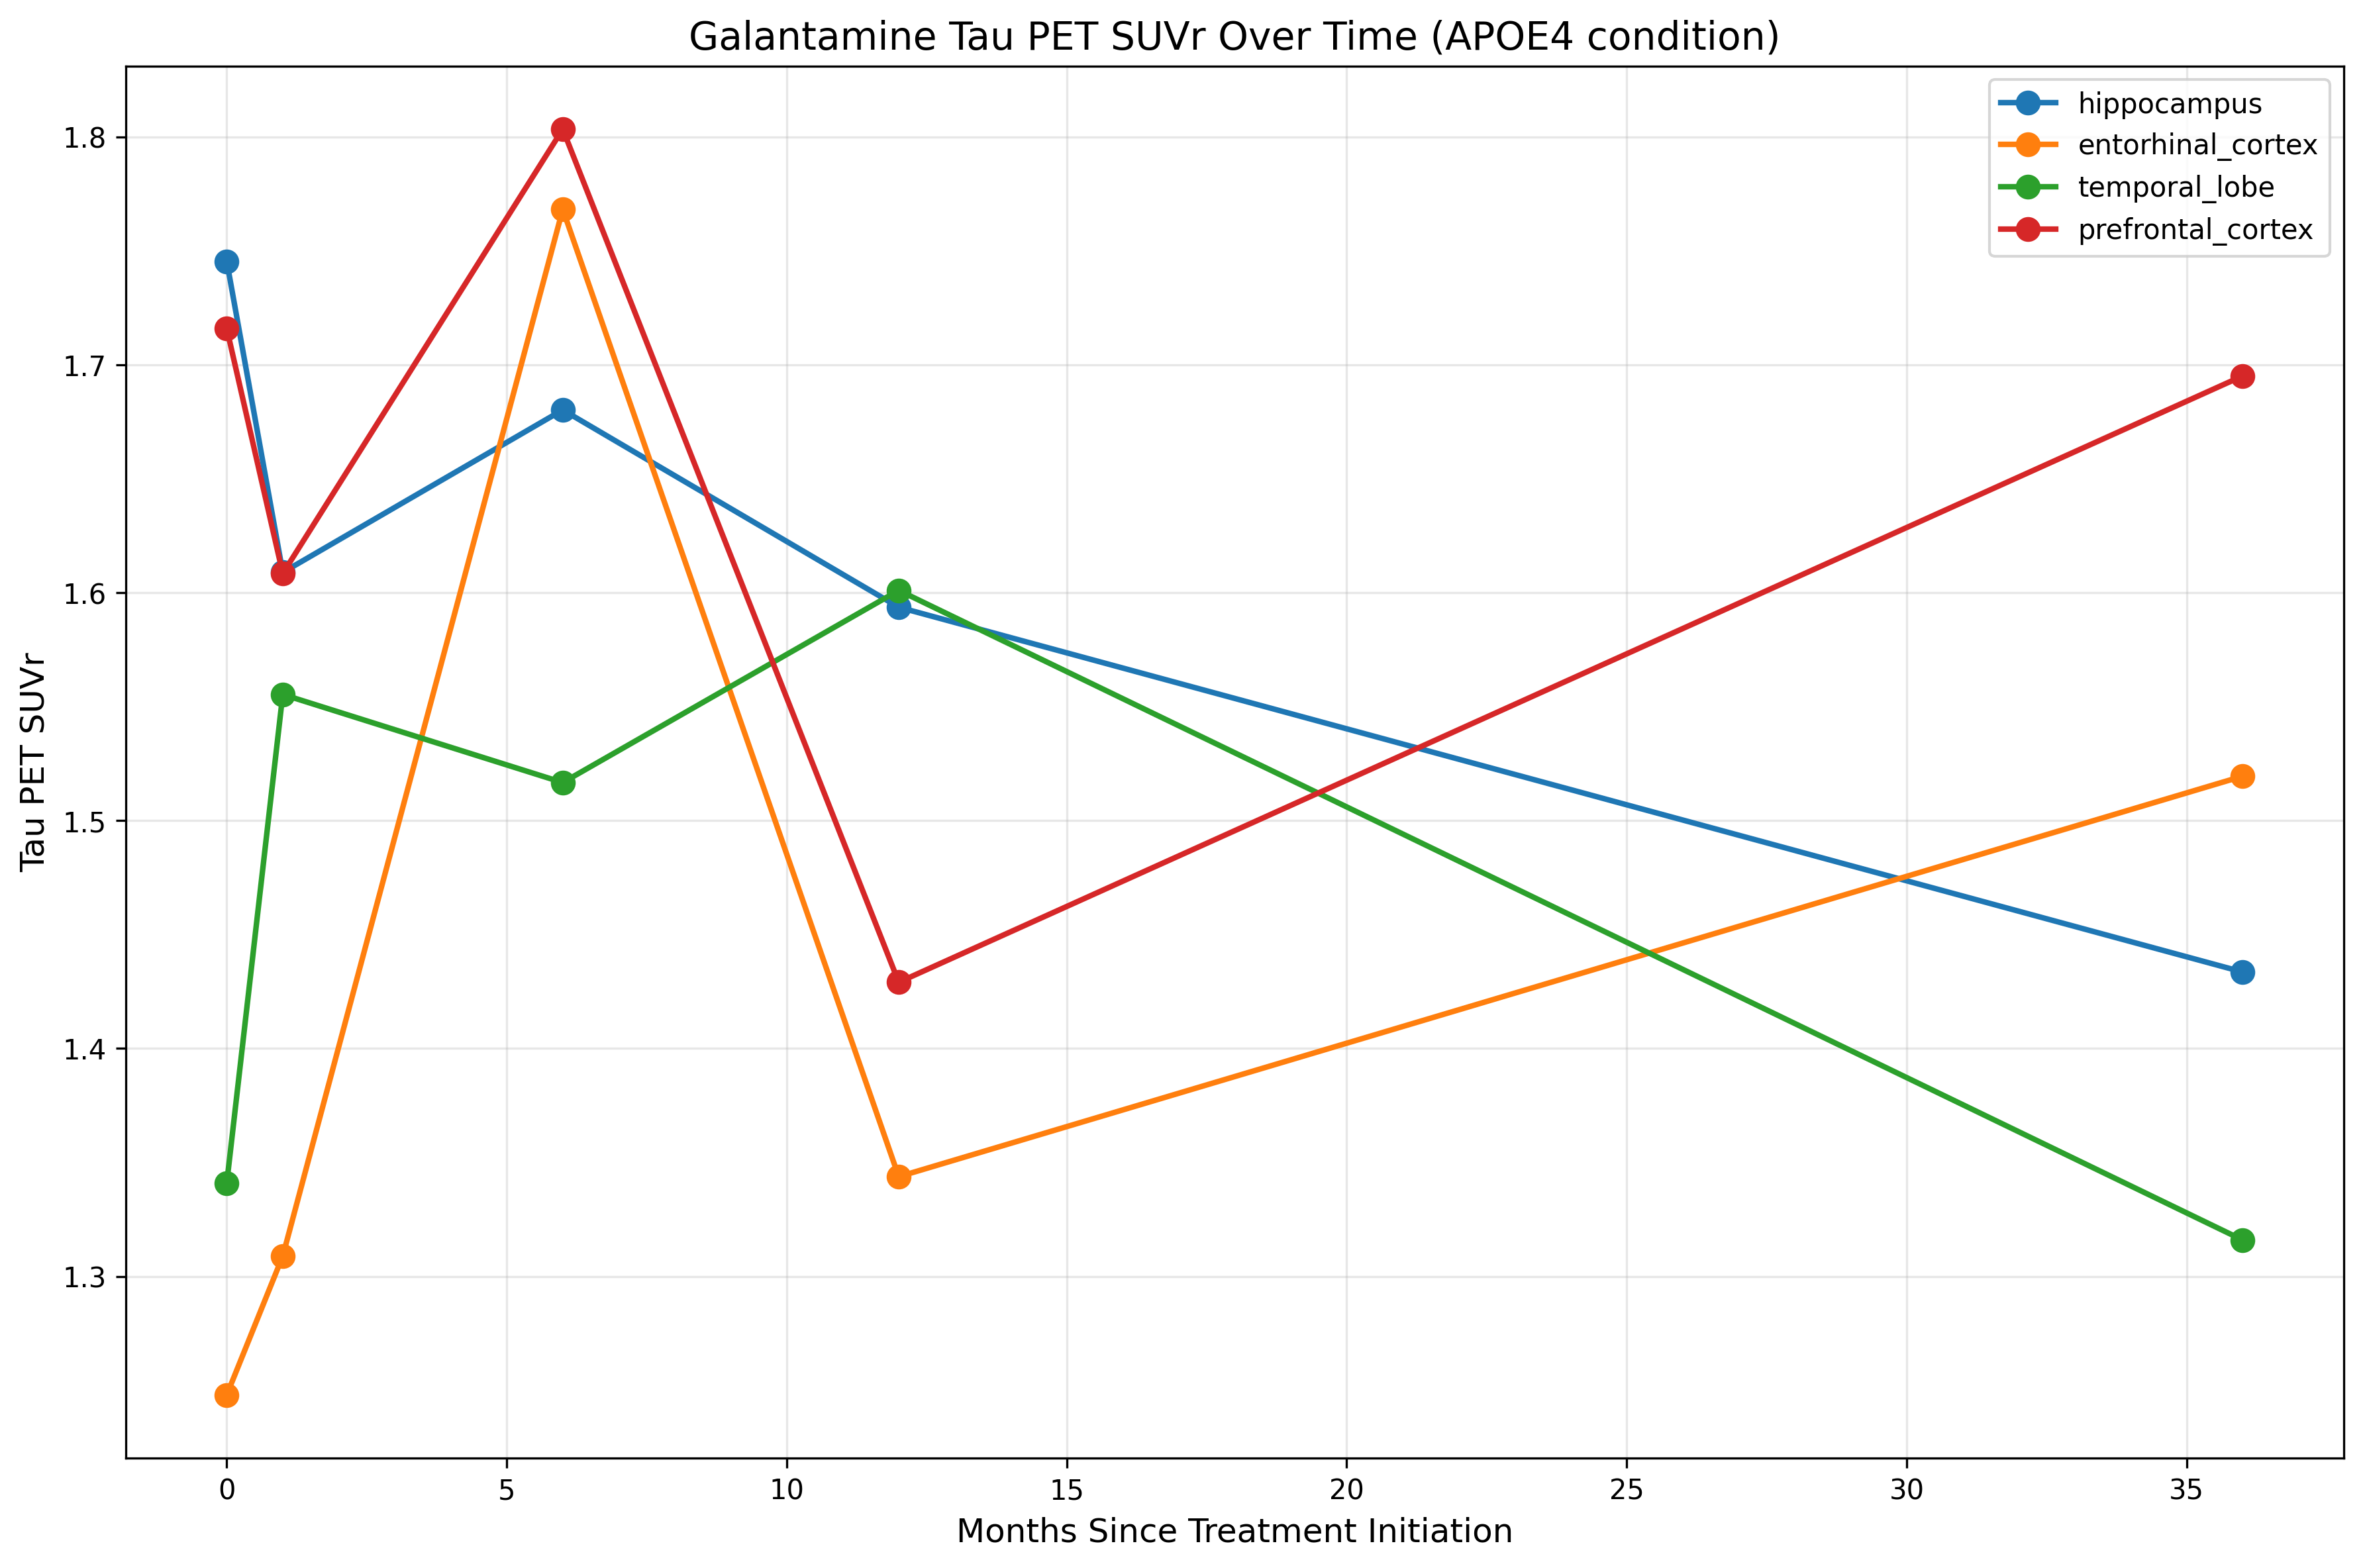 Galantamine Tau PET SUVr Over Time (APOE4 condition)
hippocampus
entorhinal_cortex
temporal_lobe
prefrontal_cortex
1.8
1.7
1.6
1.5
1.4
1.3
Tau PET SUVr
0 5 10 15 20 25 30 35
Months Since Treatment Initiation